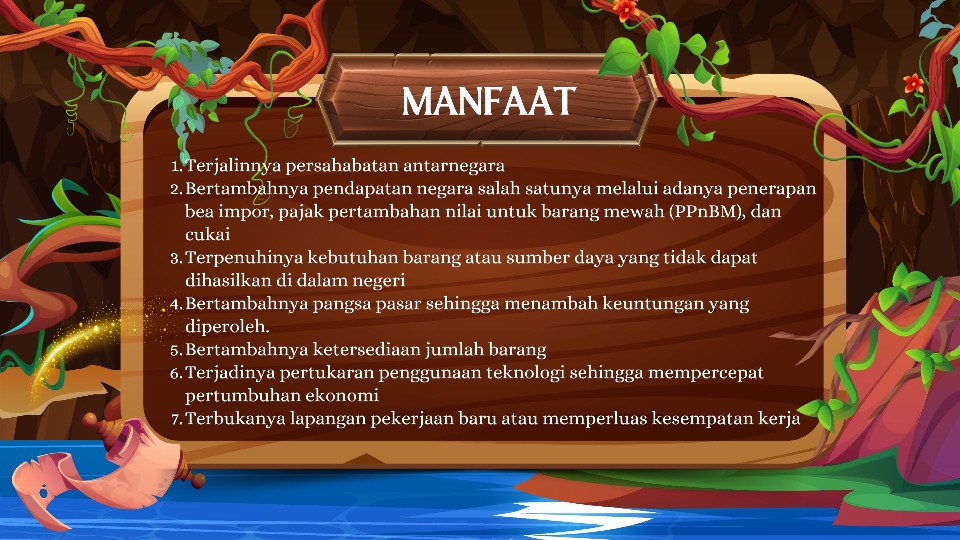 MANFAAT
1. Terjalinnya persahabatan antarnegara
2. Bertambahnya pendapatan negara salah satunya melalui adanya penerapan
bea impor, pajak pertambahan nilai untuk barang mewah (PPnBM), dan
cukai
3. Terpenuhinya kebutuhan barang atau sumber daya yang tidak dapat
dihasilkan di dalam negeri
4. Bertambahnya pangsa pasar sehingga menambah keuntungan yang
diperoleh.
5. Bertambahnya ketersediaan jumlah barang
6. Terjadinya pertukaran penggunaan teknologi sehingga mempercepat
pertumbuhan ekonomi
7. Terbukanya lapangan pekerjaan baru atau memperluas kesempatan kerja